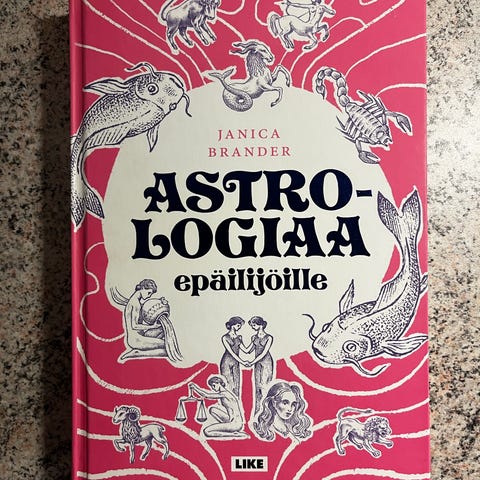 JANICA
BRANDER
ASTRO-
LOGIAA
epäilijöille
LIKE